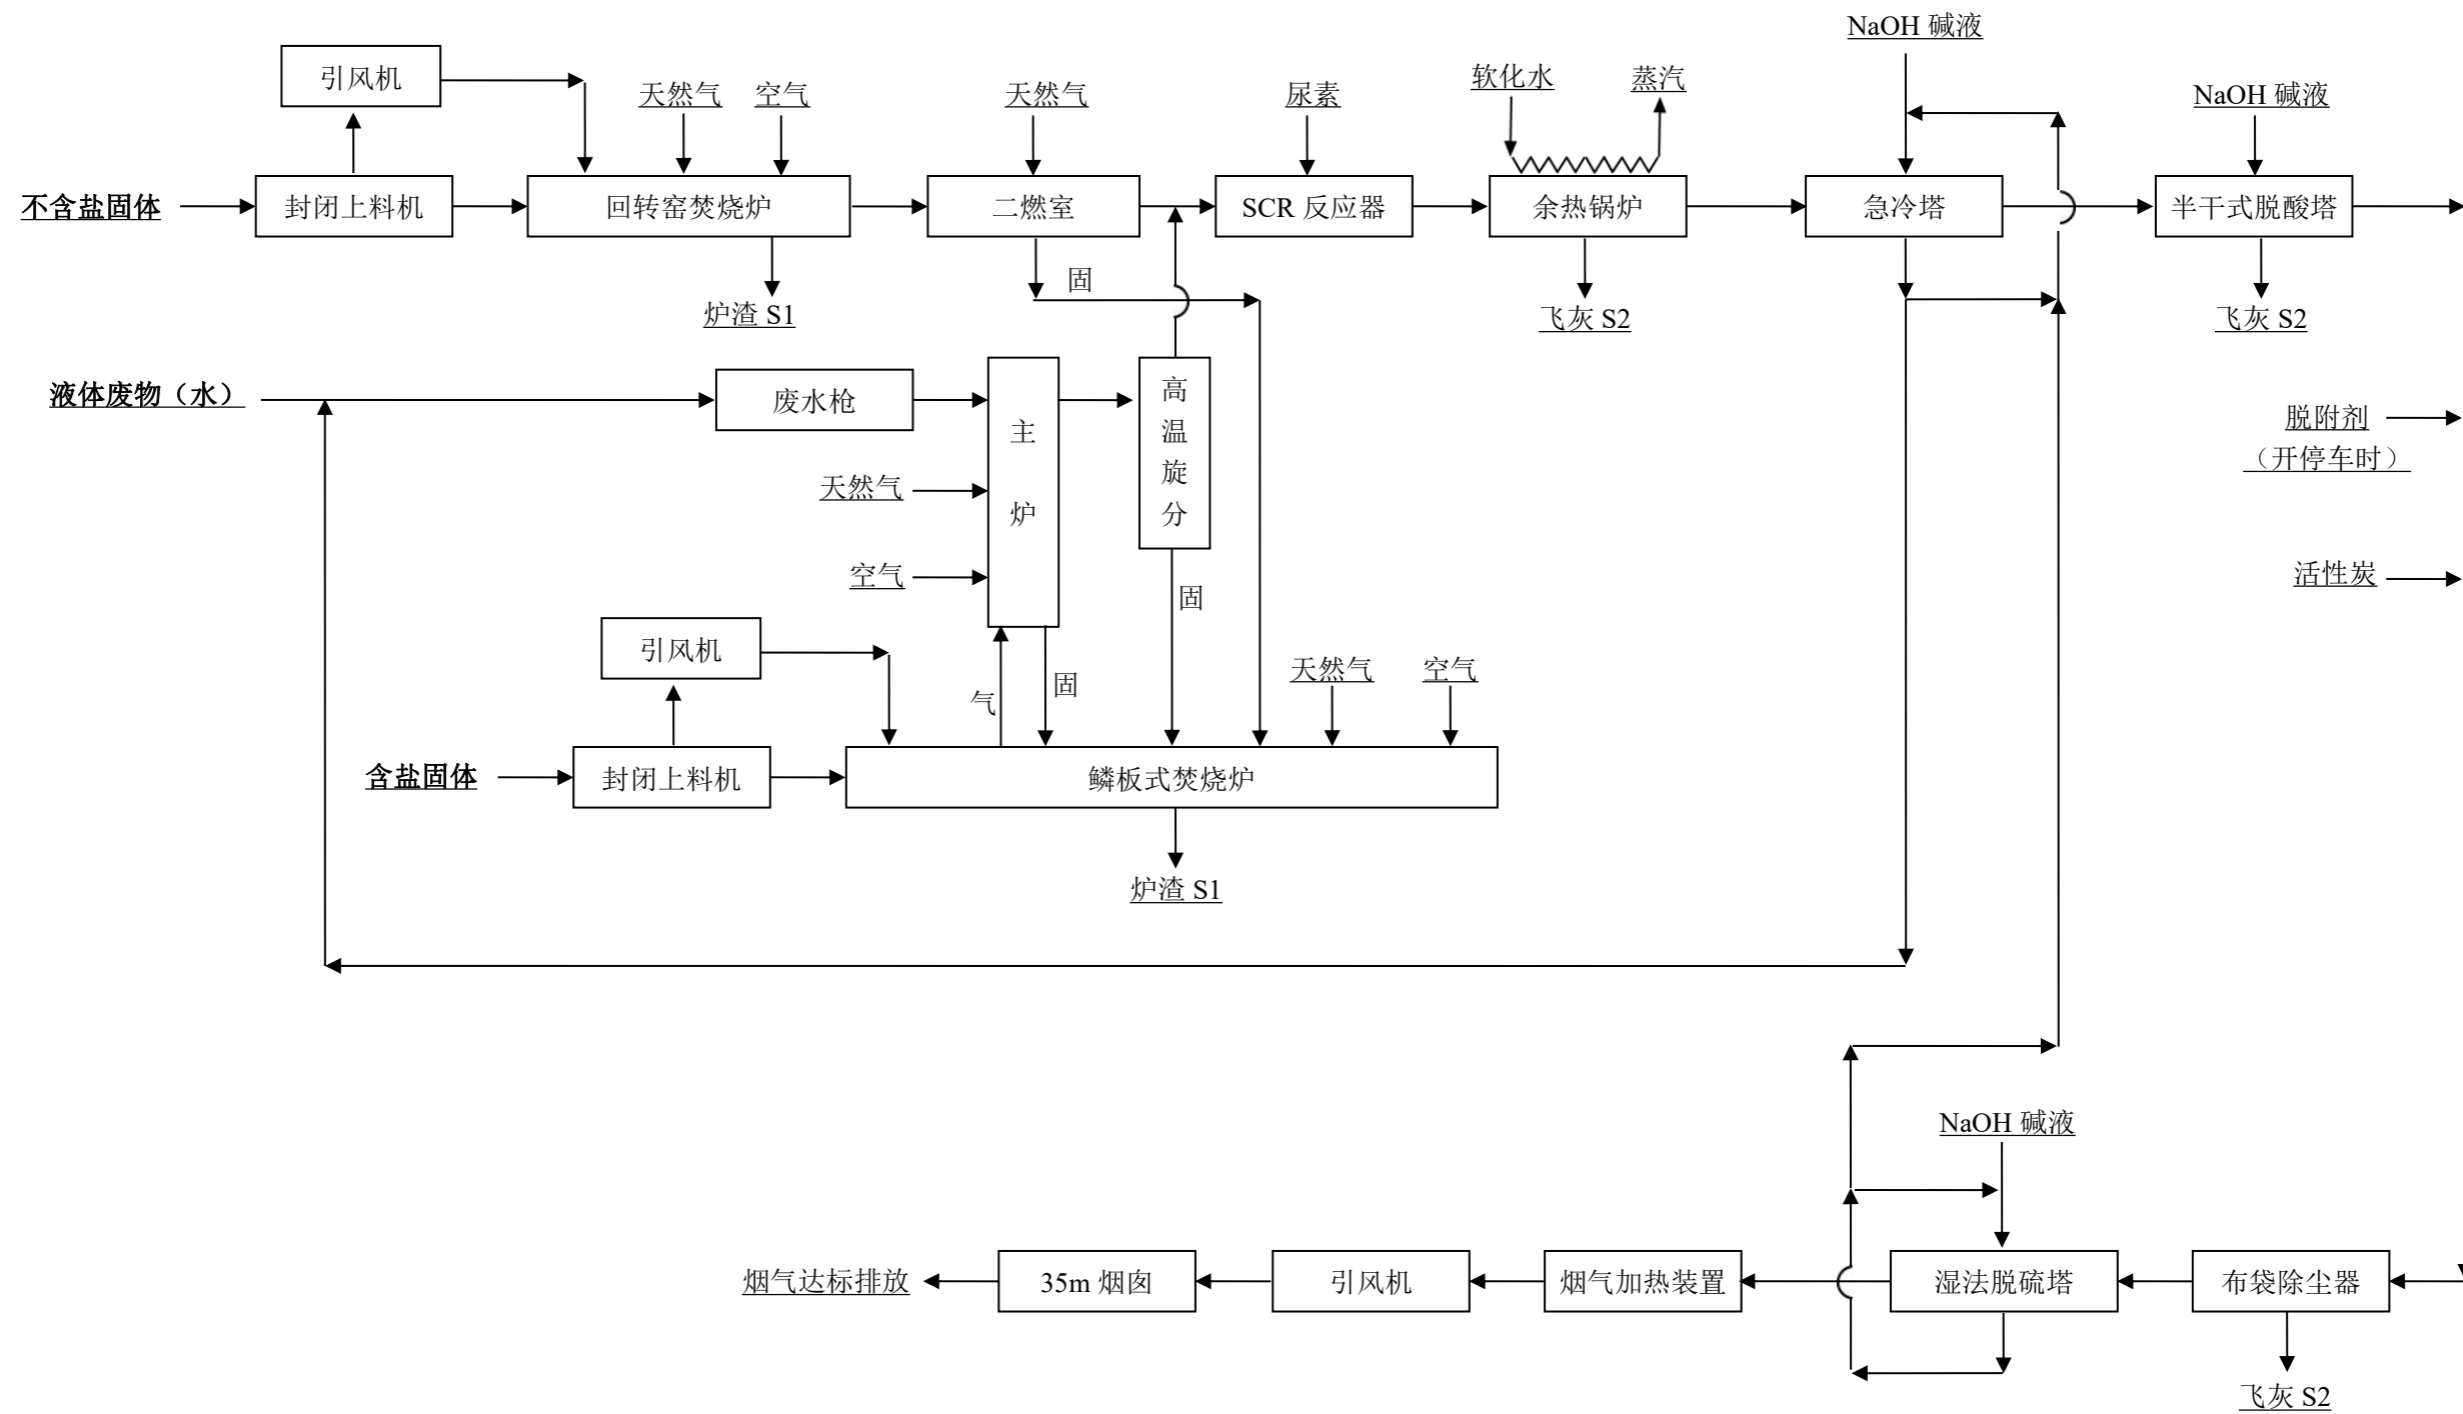 NaOH 碱液
引风机
天然气
空气
天然气
尿素
软化水
蒸汽
NaOH 碱液
不含盐固体
封闭上料机
回转窑焚烧炉
二燃室
SCR 反应器
余热锅炉
急冷塔
半干式脱酸塔
固
炉渣 S1
飞灰 S2
飞灰 S2
液体废物（水）
废水枪
主炉
高温旋分
脱附剂
（开停车时）
天然气
空气
活性炭
固
引风机
气
固
天然气
空气
含盐固体
封闭上料机
鳞板式焚烧炉
炉渣 S1
NaOH 碱液
烟气达标排放
35m 烟囱
引风机
烟气加热装置
湿法脱硫塔
布袋除尘器
飞灰 S2